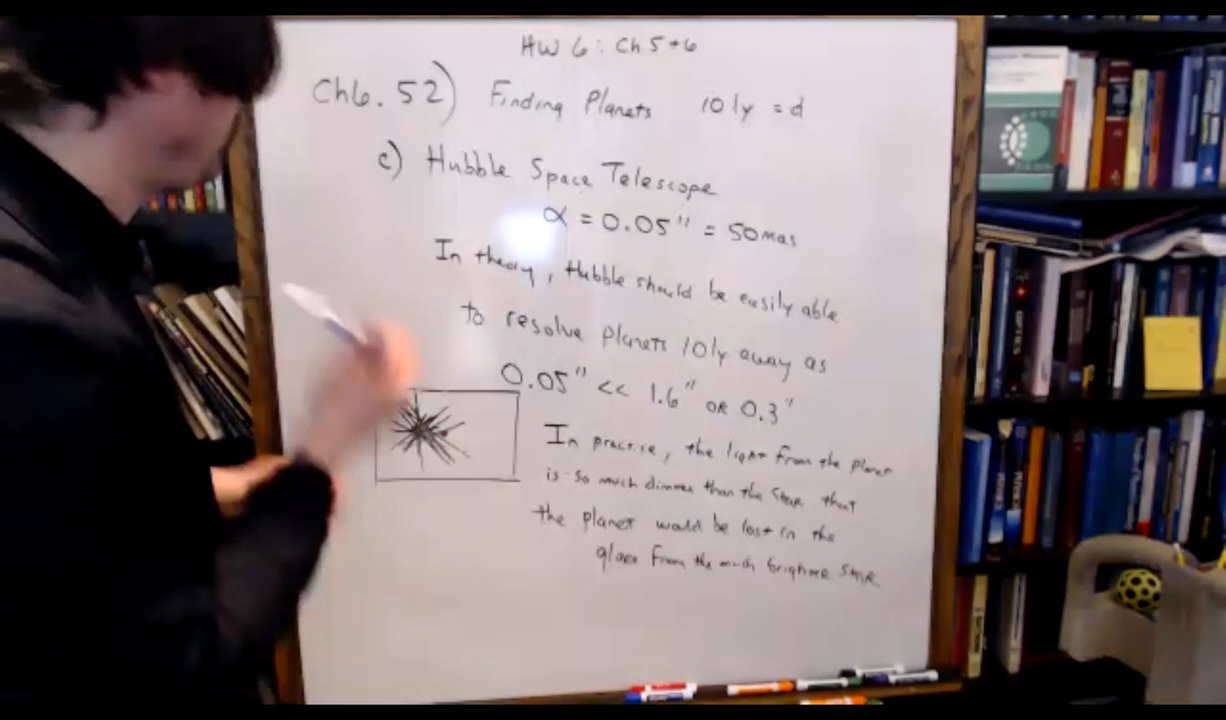 HW 6 : Ch 5+6
Ch6. 52) Finding Planets 10 ly = d
c) Hubble Space Telescope
α = 0.05" = 50mas
In theory, Hubble should be easily able
to resolve planets 10ly away as
0.05" << 1.6" OR 0.3"
In practice, the light from the planet
is so much dimmer than the star that
the planet would be lost in the
glare from the much brighter star
OPTICS